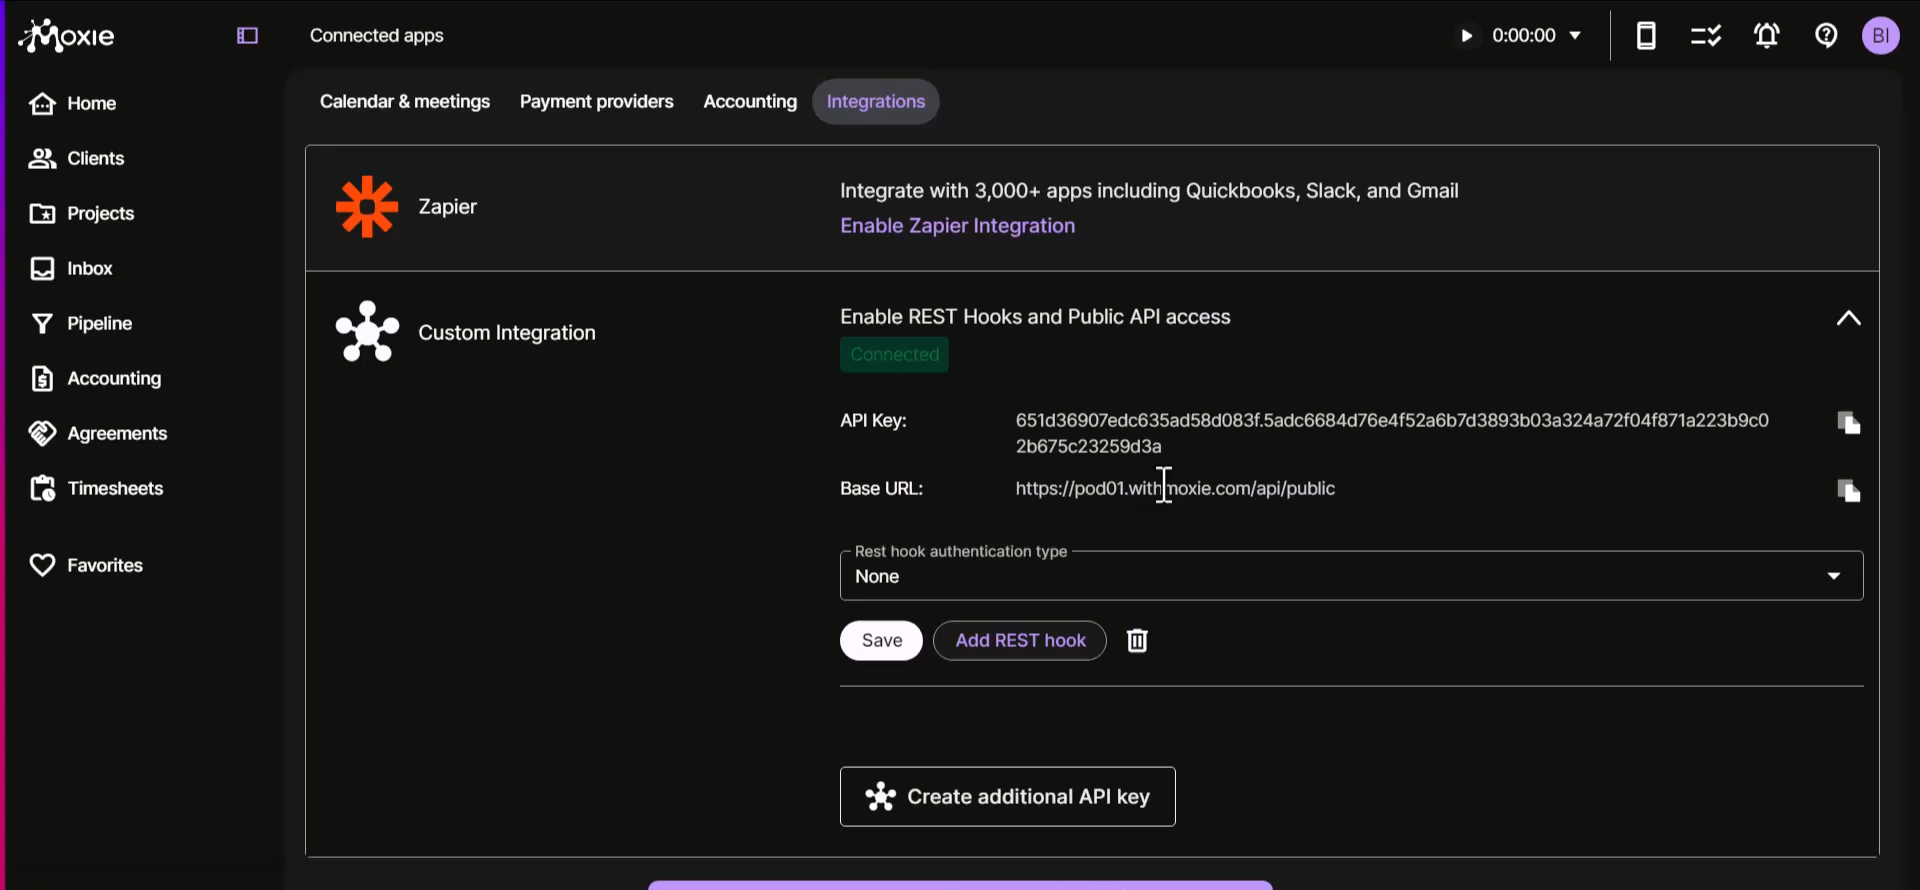 Moxie
Connected apps
0:00:00
BI
Home
Clients
Projects
Inbox
Pipeline
Accounting
Agreements
Timesheets
Favorites
Calendar & meetings
Payment providers
Accounting
Integrations
Zapier
Integrate with 3,000+ apps including Quickbooks, Slack, and Gmail
Enable Zapier Integration
Custom Integration
Enable REST Hooks and Public API access
Connected
API Key:
651d36907edc635ad58d083f.5adc6684d76e4f52a6b7d3893b03a324a72f04f871a223b9c0
2b675c23259d3a
Base URL:
https://pod01.withmoxie.com/api/public
Rest hook authentication type
None
Save
Add REST hook
Create additional API key